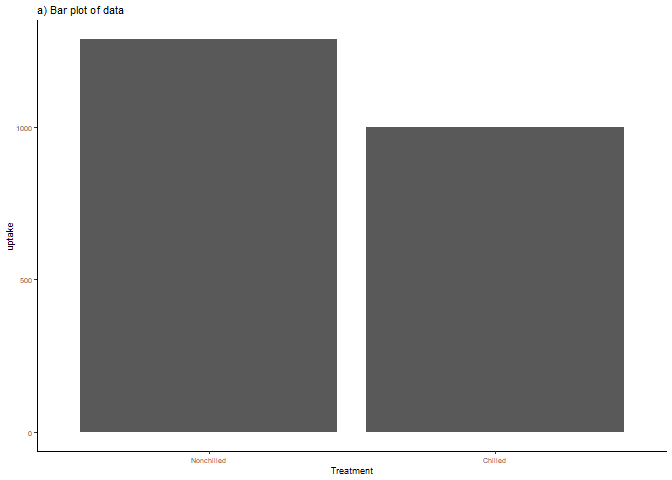 a) Bar plot of data
1000
500
0
uptake
Nonchilled
Chilled
Treatment